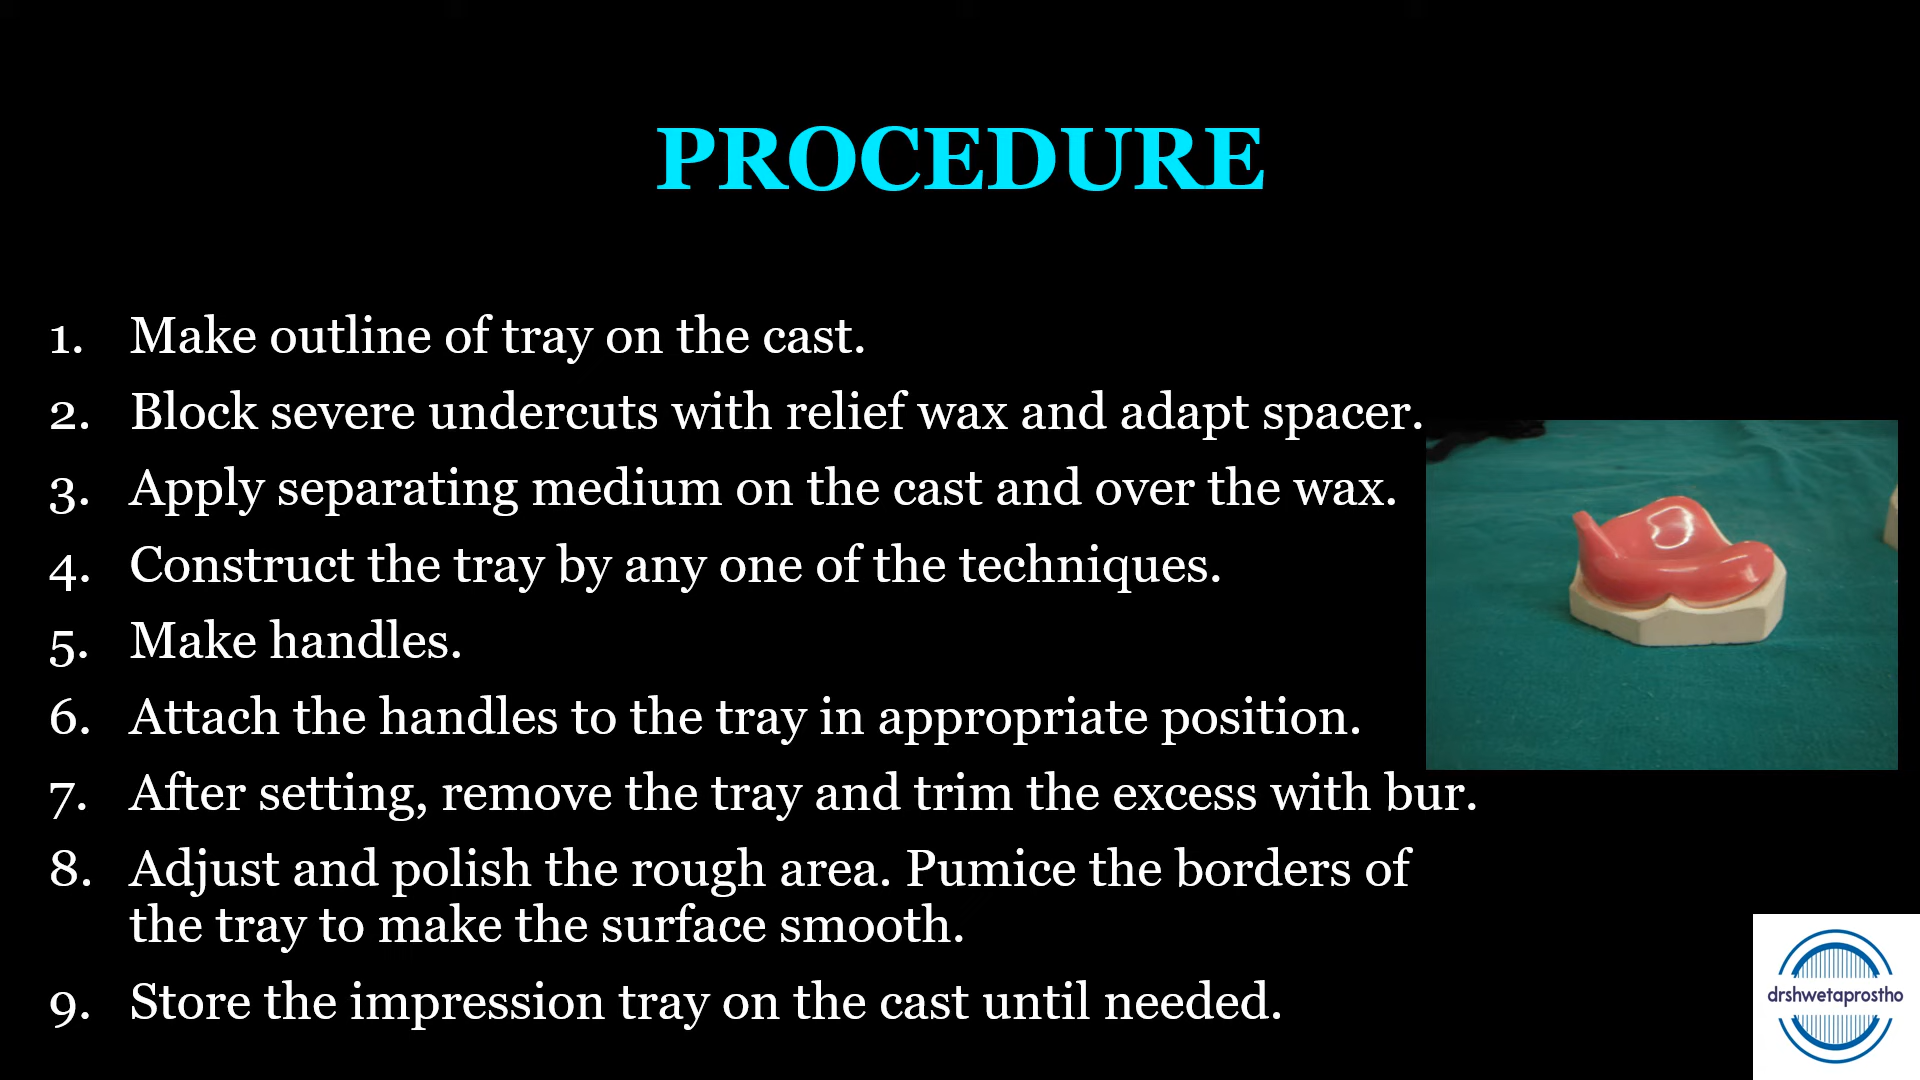 PROCEDURE
1. Make outline of tray on the cast.
2. Block severe undercuts with relief wax and adapt spacer.
3. Apply separating medium on the cast and over the wax.
4. Construct the tray by any one of the techniques.
5. Make handles.
6. Attach the handles to the tray in appropriate position.
7. After setting, remove the tray and trim the excess with bur.
8. Adjust and polish the rough area. Pumice the borders of
the tray to make the surface smooth.
9. Store the impression tray on the cast until needed.
drshwetaprostho